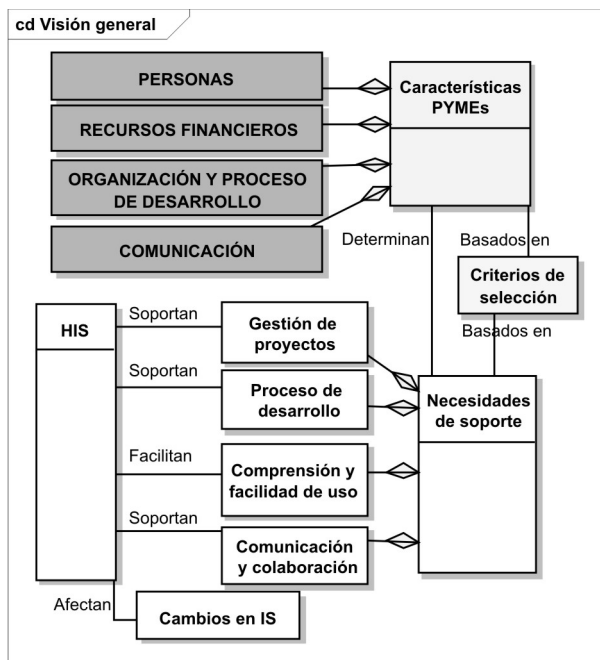 cd Visión general
PERSONAS
RECURSOS FINANCIEROS
ORGANIZACIÓN Y PROCESO
DE DESARROLLO
COMUNICACIÓN
Características
PYMEs
Determinan
Basados en
Criterios de
selección
Basados en
HIS
Soportan
Gestión de
proyectos
Soportan
Proceso de
desarrollo
Necesidades
de soporte
Facilitan
Comprensión y
facilidad de uso
Soportan
Comunicación
y colaboración
Afectan
Cambios en IS